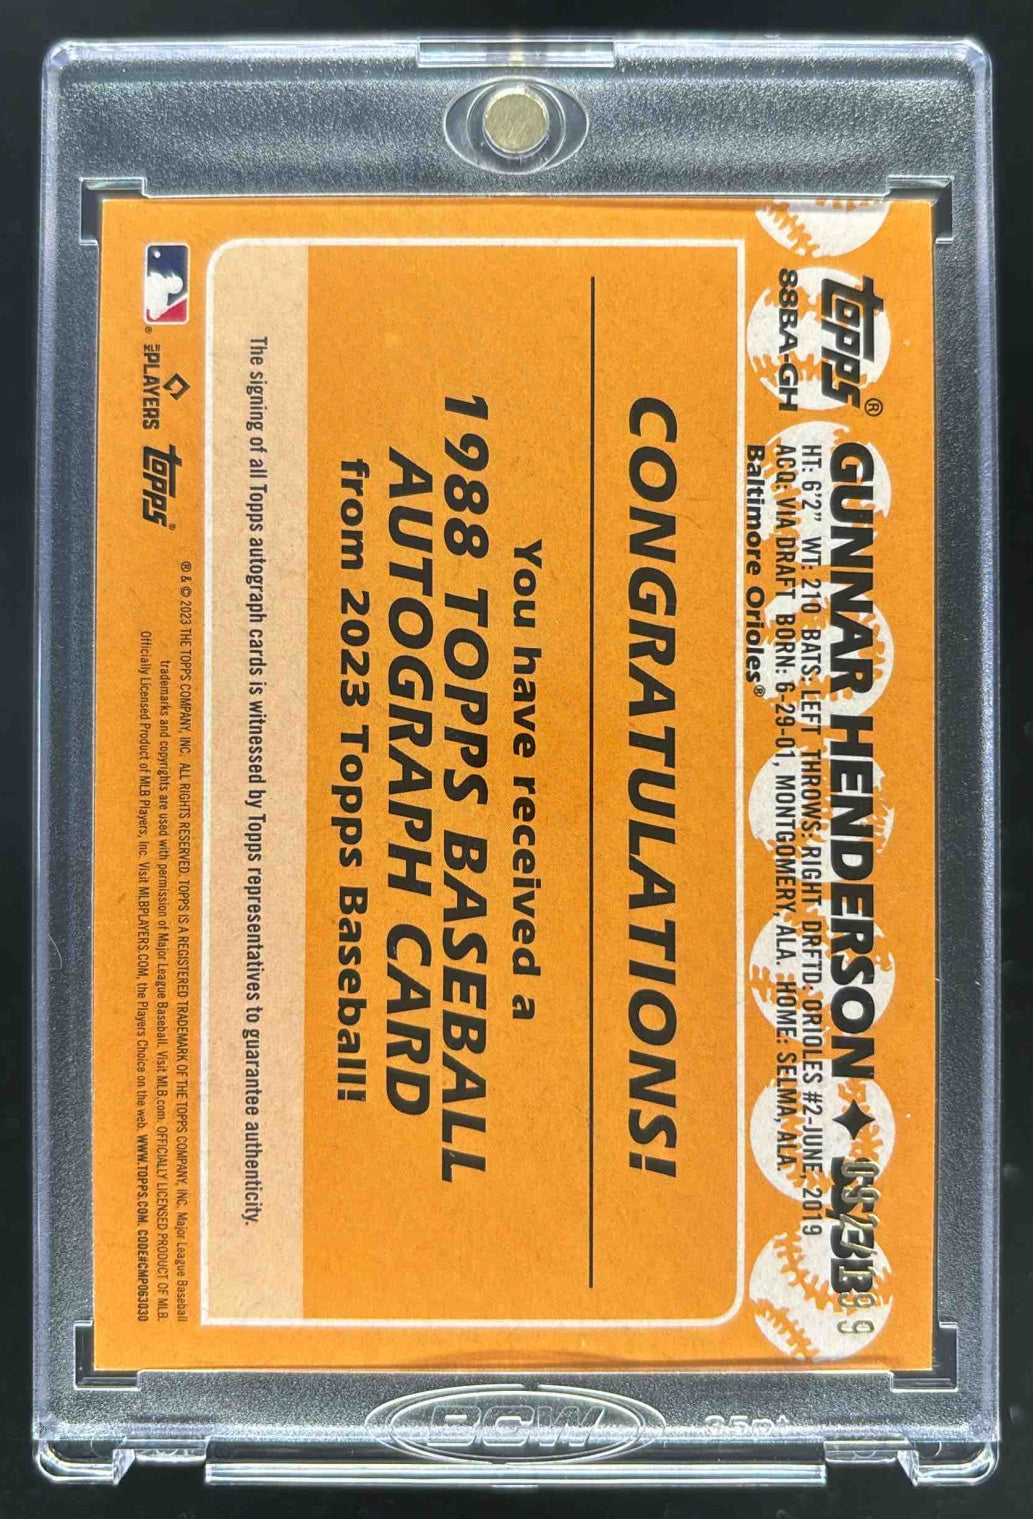 topps®
88BA-GH
GUNNAR HENDERSON SS/3B
HT: 6'2" WT: 210 BATS: LEFT THROWS: RIGHT DRFTD: ORIOLES #2-JUNE, 2019
ACQ: VIA DRAFT BORN: 6-29-01, MONTGOMERY, ALA. HOME: SELMA, ALA.
Baltimore Orioles®
CONGRATULATIONS!
You have received a
1988 TOPPS BASEBALL
AUTOGRAPH CARD
from 2023 Topps Baseball!
The signing of all Topps autograph cards is witnessed by Topps representatives to guarantee authenticity.
® MLB PLAYERS topps®
® & © 2023 THE TOPPS COMPANY, INC. ALL RIGHTS RESERVED. TOPPS IS A REGISTERED TRADEMARK OF THE TOPPS COMPANY, INC. Major League Baseball
trademarks and copyrights are used with permission of Major League Baseball. Visit MLB.com. OFFICIALLY LICENSED PRODUCT OF MLB
Officially Licensed Product of MLB Players, Inc. Visit MLBPLAYERS.COM, the Players Choice on the web. WWW.TOPPS.COM. CODE#CMP063030
BCW
35pt